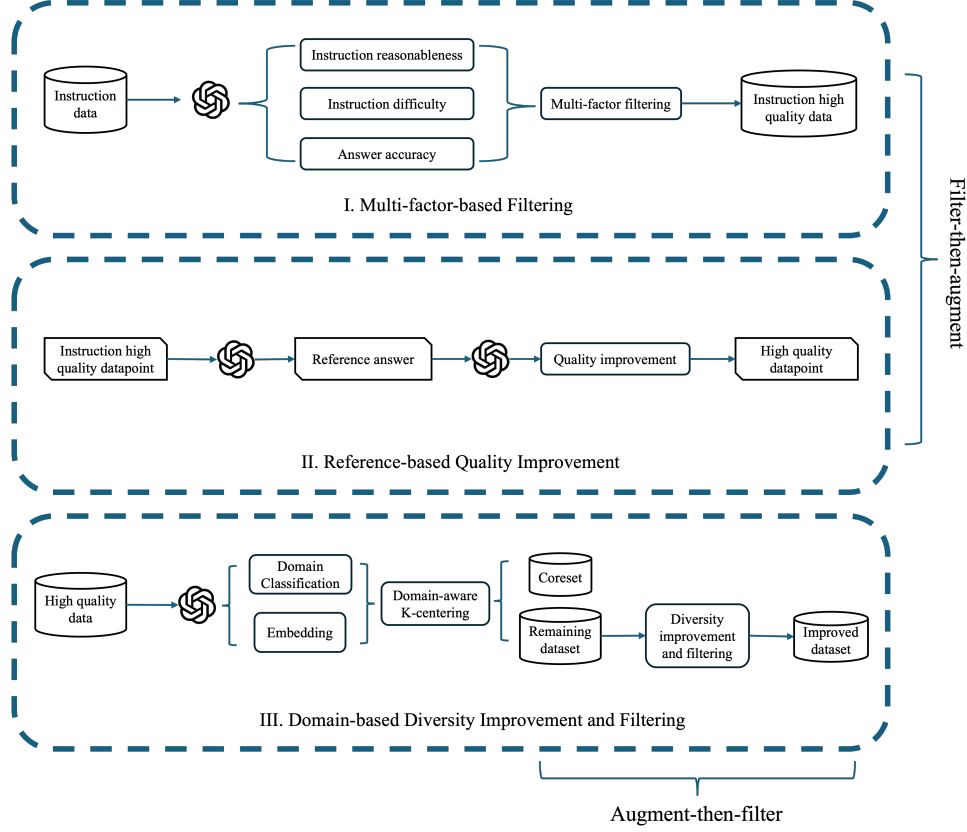 Instruction
data
Instruction reasonableness
Instruction difficulty
Answer accuracy
Multi-factor filtering
Instruction high
quality data
I. Multi-factor-based Filtering
Filter-then-augment
Instruction high
quality datapoint
Reference answer
Quality improvement
High quality
datapoint
II. Reference-based Quality Improvement
High quality
data
Domain
Classification
Embedding
Domain-aware
K-centering
Coreset
Remaining
dataset
Diversity
improvement
and filtering
Improved
dataset
III. Domain-based Diversity Improvement and Filtering
Augment-then-filter